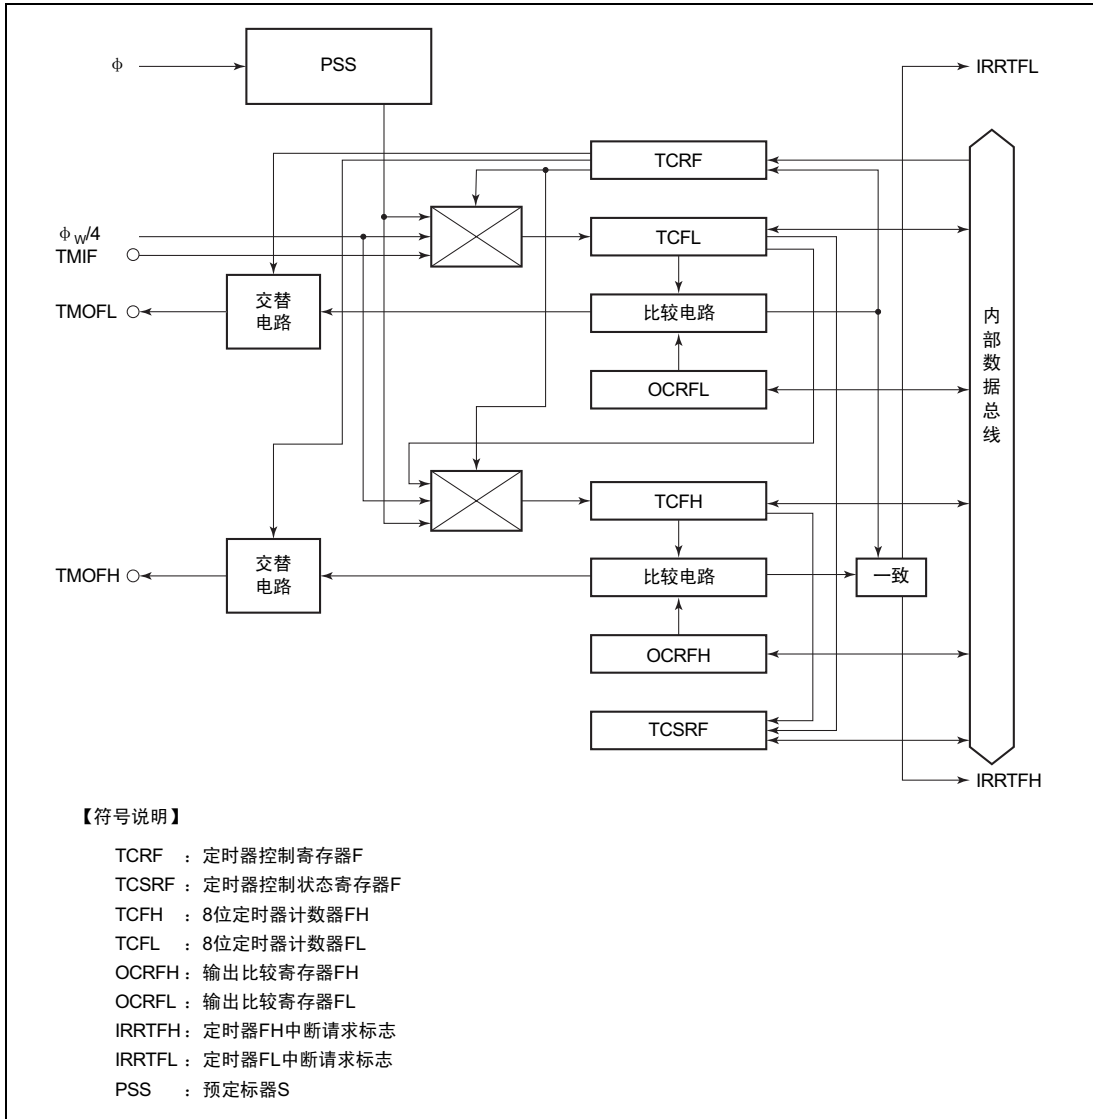 φ
PSS
IRRTFL
TCRF
φW/4
TMIF
TCFL
TMOFL
交替
电路
比较电路
OCRFL
内
部
数
据
总
线
TCFH
TMOFH
交替
电路
比较电路
一致
OCRFH
TCSRF
IRRTFH
【符号说明】
TCRF ：定时器控制寄存器F
TCSRF ：定时器控制状态寄存器F
TCFH ：8位定时器计数器FH
TCFL ：8位定时器计数器FL
OCRFH：输出比较寄存器FH
OCRFL ：输出比较寄存器FL
IRRTFH：定时器FH中断请求标志
IRRTFL ：定时器FL中断请求标志
PSS ：预定标器S